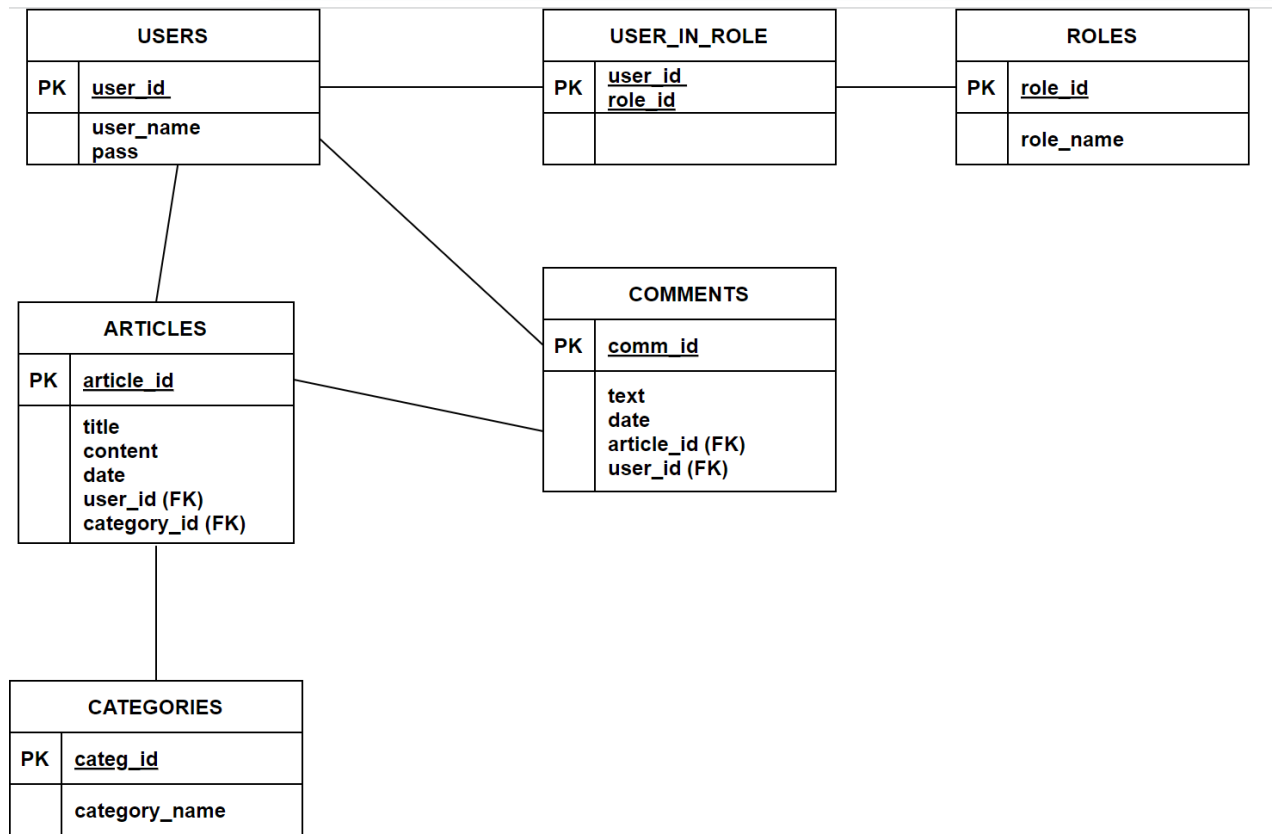 USERS
PK user_id
user_name
pass
USER_IN_ROLE
PK user_id
role_id
ROLES
PK role_id
role_name
ARTICLES
PK article_id
title
content
date
user_id (FK)
category_id (FK)
COMMENTS
PK comm_id
text
date
article_id (FK)
user_id (FK)
CATEGORIES
PK categ_id
category_name